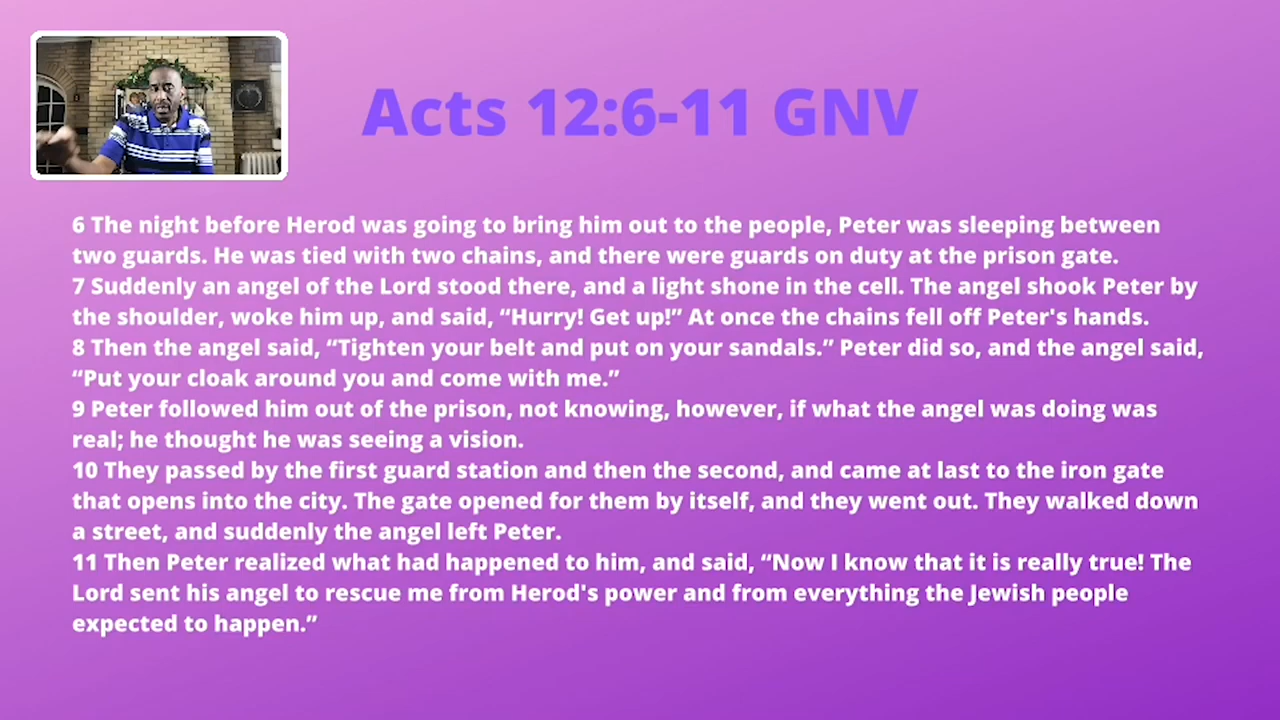 Acts 12:6-11 GNV
6 The night before Herod was going to bring him out to the people, Peter was sleeping between
two guards. He was tied with two chains, and there were guards on duty at the prison gate.
7 Suddenly an angel of the Lord stood there, and a light shone in the cell. The angel shook Peter by
the shoulder, woke him up, and said, “Hurry! Get up!” At once the chains fell off Peter's hands.
8 Then the angel said, “Tighten your belt and put on your sandals.” Peter did so, and the angel said,
“Put your cloak around you and come with me.”
9 Peter followed him out of the prison, not knowing, however, if what the angel was doing was
real; he thought he was seeing a vision.
10 They passed by the first guard station and then the second, and came at last to the iron gate
that opens into the city. The gate opened for them by itself, and they went out. They walked down
a street, and suddenly the angel left Peter.
11 Then Peter realized what had happened to him, and said, “Now I know that it is really true! The
Lord sent his angel to rescue me from Herod's power and from everything the Jewish people
expected to happen.”